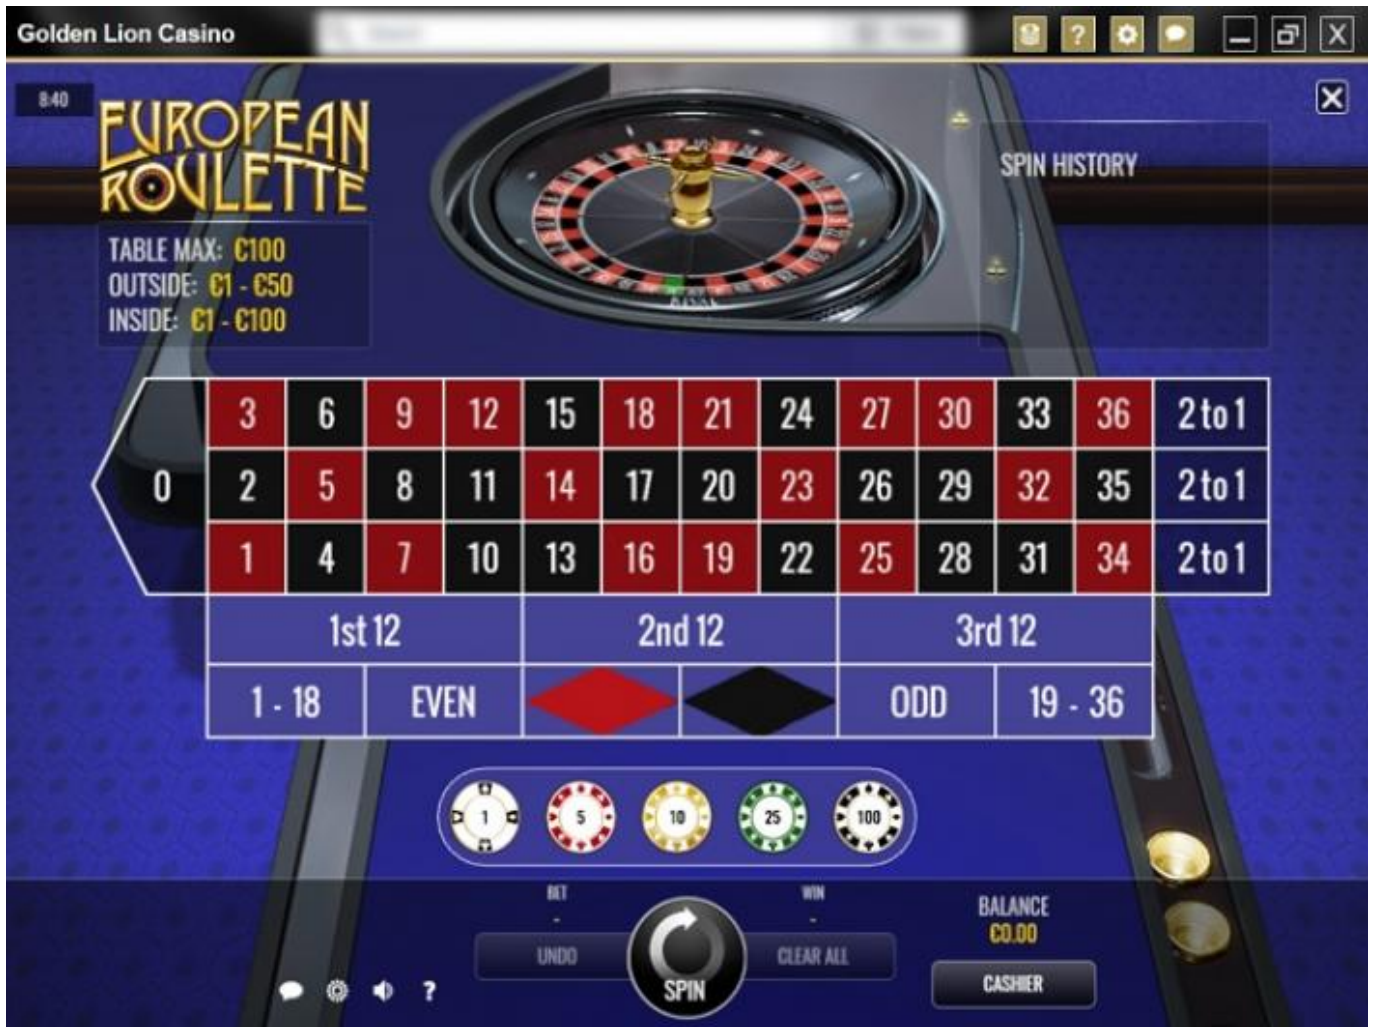 Golden Lion Casino
?
X
8:40
EUROPEAN
ROULETTE
X
TABLE MAX: €100
OUTSIDE: €1 - €50
INSIDE: €1 - €100
SPIN HISTORY
3 6 9 12 15 18 21 24 27 30 33 36 2 to 1
0 2 5 8 11 14 17 20 23 26 29 32 35 2 to 1
1 4 7 10 13 16 19 22 25 28 31 34 2 to 1
1st 12 2nd 12 3rd 12
1 - 18 EVEN ODD 19 - 36
1 5 10 25 100
BET WIN BALANCE
- - €0.00
UNDO SPIN CLEAR ALL CASHIER
?